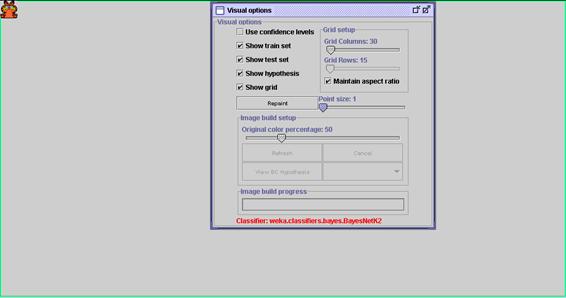 Visual options
Visual options
Use confidence levels
Show train set
Show test set
Show hypothesis
Show grid
Grid setup
Grid Columns: 30
Grid Rows: 15
Maintain aspect ratio
Repaint
Point size: 1
Image build setup
Original color percentage: 50
Refresh
Cancel
View BC Hypothesis
Image build progress
Classifier: weka.classifiers.bayes.BayesNetK2